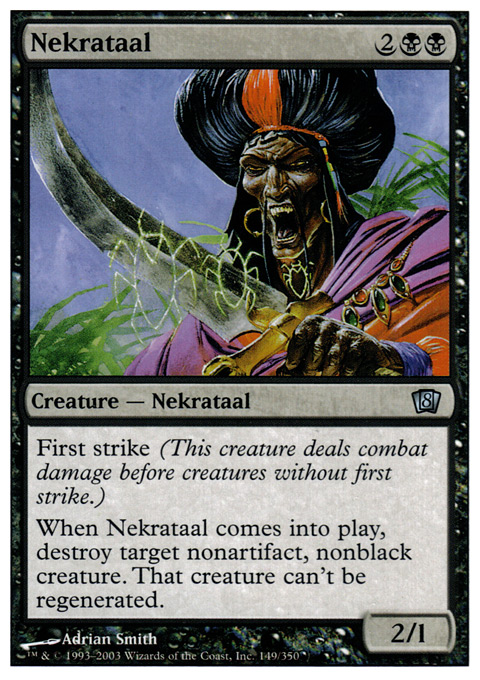 Nekrataal 2
Creature — Nekrataal 8
First strike (This creature deals combat
damage before creatures without first
strike.)
When Nekrataal comes into play,
destroy target nonartifact, nonblack
creature. That creature can't be
regenerated.
2/1
Adrian Smith
™ & © 1993–2003 Wizards of the Coast, Inc. 149/350